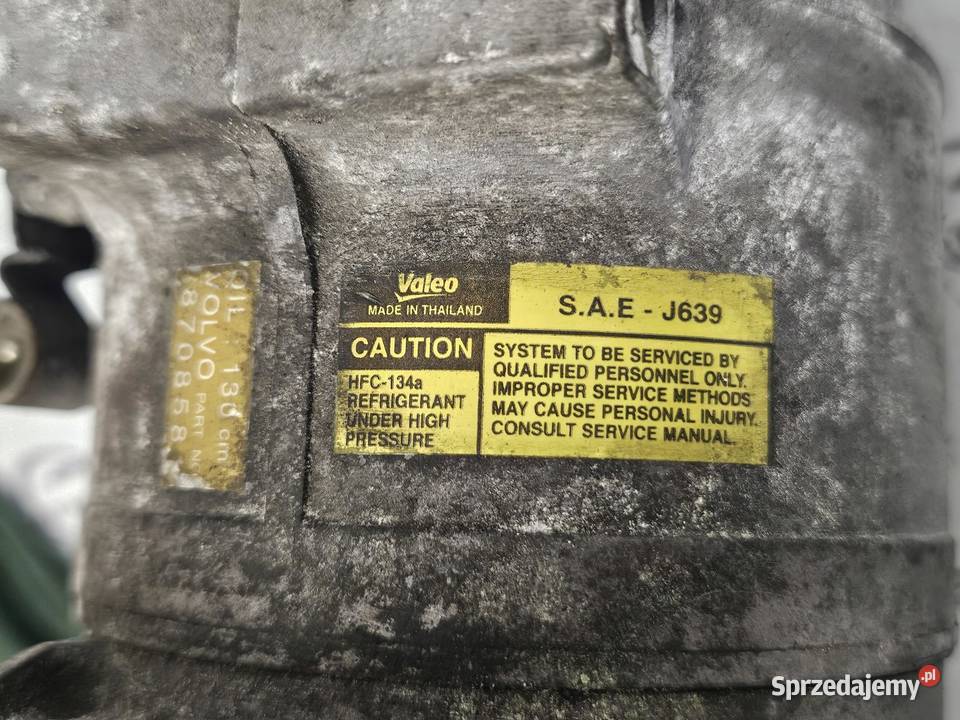 OIL 130 cm
VOLVO PART No
8708581
Valeo
MADE IN THAILAND
S.A.E - J639
CAUTION
HFC-134a
REFRIGERANT
UNDER HIGH
PRESSURE
SYSTEM TO BE SERVICED BY
QUALIFIED PERSONNEL ONLY.
IMPROPER SERVICE METHODS
MAY CAUSE PERSONAL INJURY.
CONSULT SERVICE MANUAL.
Sprzedajemy.pl